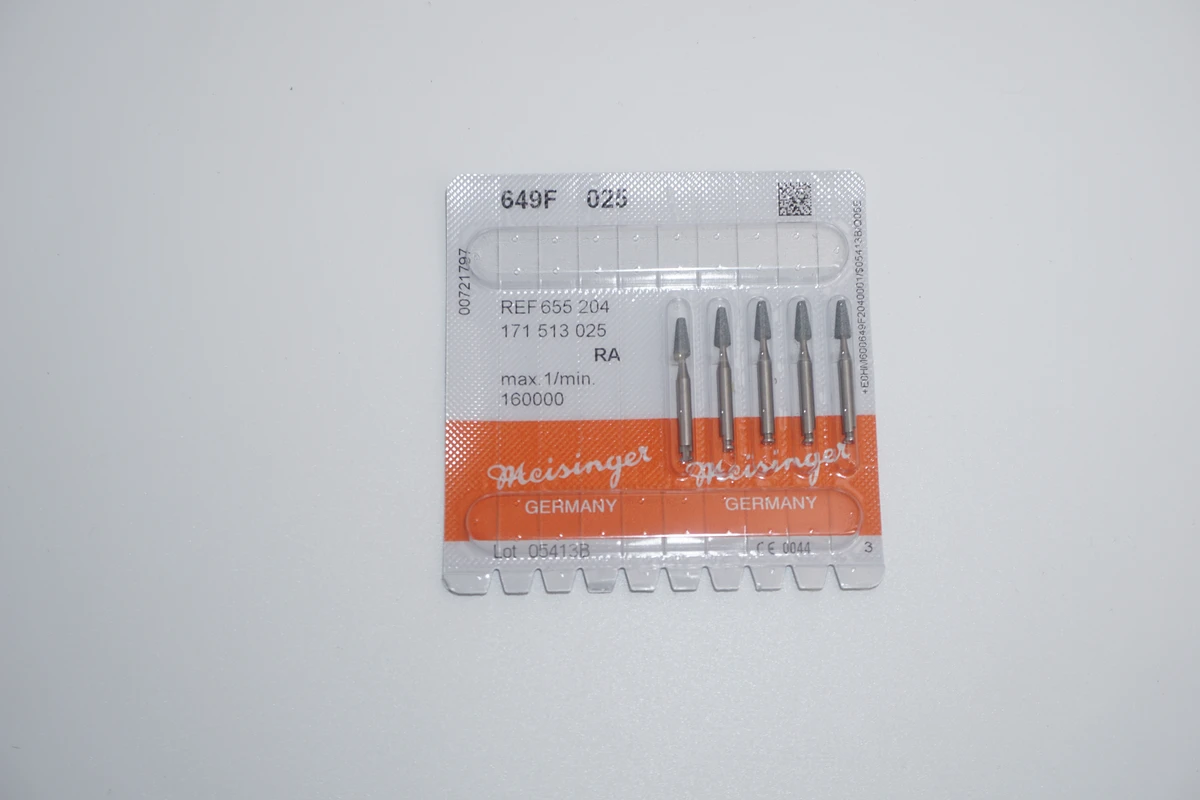 649F 025
00721797
REF 655 204
171 513 025
RA
max.1/min.
160000
Meisinger
GERMANY
Meisinger
GERMANY
Lot 05413B
CE 0044
3